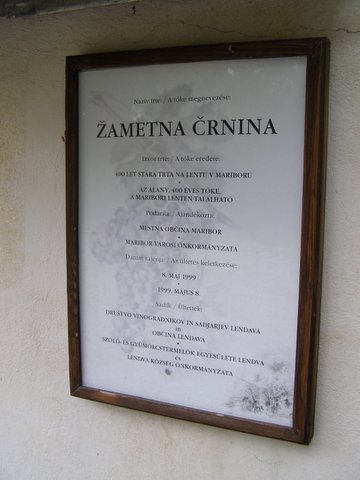 Naziv trte: / A tőke megnevezése:
ŽAMETNA ČRNINA
Izvor trte: / A tőke eredete:
400 LET STARA TRTA NA LENTU V MARIBORU
•
AZ ALANY, 400 ÉVES TŐKE,
A MARIBORI LENTEN TALÁLHATÓ
Podarila: / Ajándékozta:
MESTNA OBČINA MARIBOR
•
MARIBOR VÁROSI ÖNKORMÁNYZATA
Datum sajenja: / Az ültetés keletkezése:
8. MAJ 1999
•
1999. MÁJUS 8.
Sadili: / Ültették:
DRUŠTVO VINOGRADNIKOV IN SADJARJEV LENDAVA
in
OBČINA LENDAVA
•
SZŐLŐ- ÉS GYÜMÖLCSTERMELŐK EGYESÜLETE LENDVA
és
LENDVA KÖZSÉG ÖNKORMÁNYZATA